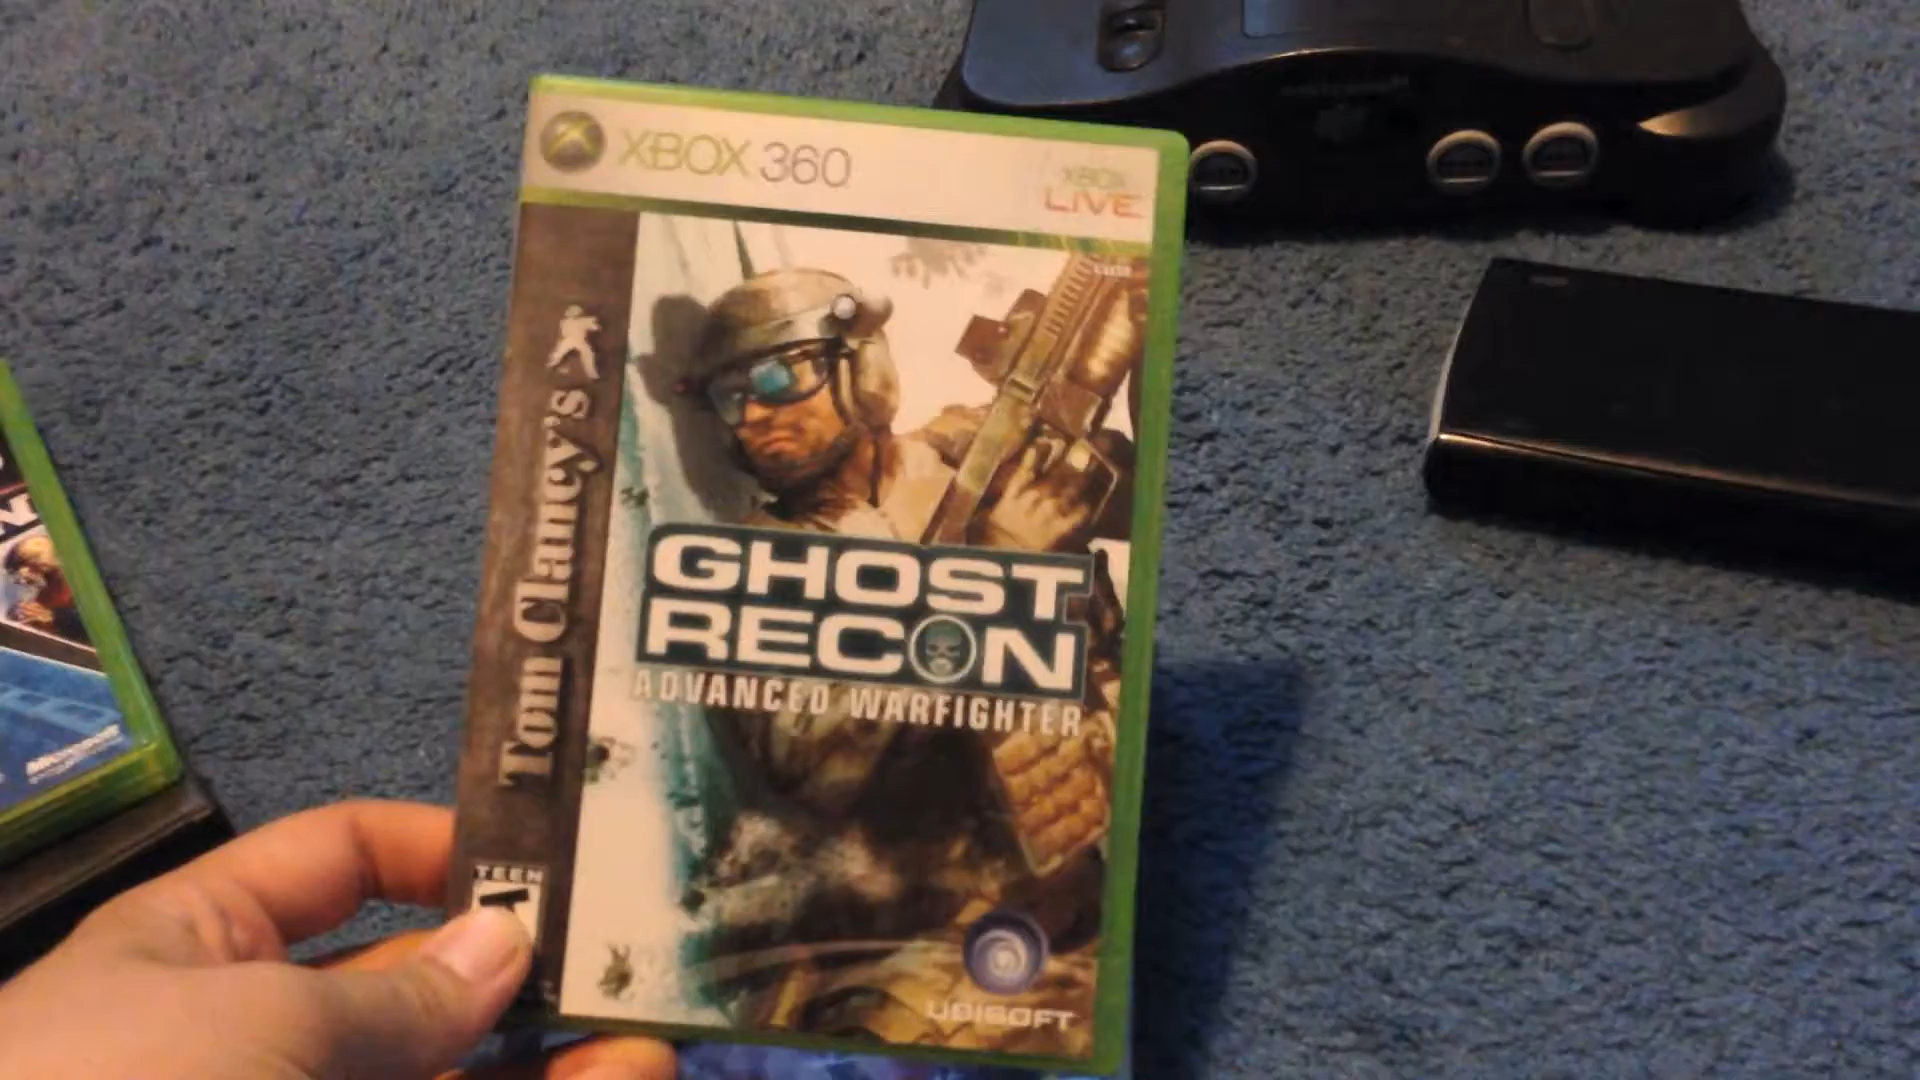 XBOX 360
XBOX
LIVE
Tom Clancy's
GHOST
RECON
ADVANCED WARFIGHTER
TEEN
UBISOFT